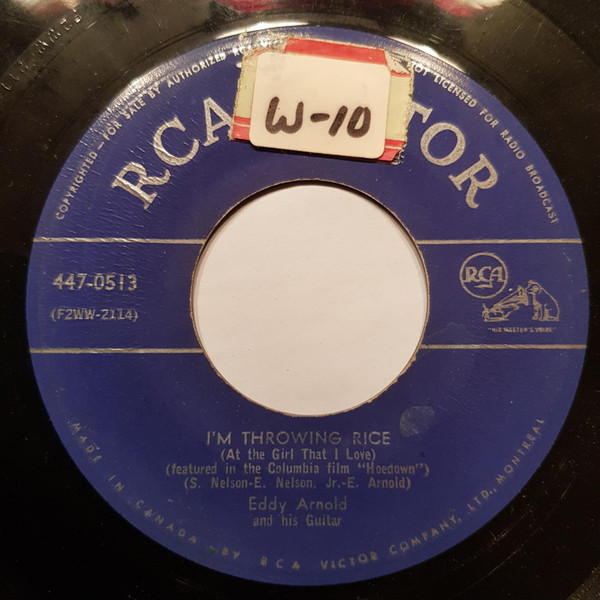 COPYRIGHTED—FOR SALE BY AUTHORIZED
NOT LICENSED FOR RADIO BROADCAST
W-10
RCA
TOR
447-0513
(F2WW-2114)
RCA
"HIS MASTER'S VOICE"
I'M THROWING RICE
(At the Girl That I Love)
(featured in the Columbia film "Hoedown")
(S. Nelson-E. Nelson, Jr.-E. Arnold)
Eddy Arnold
and his Guitar
MADE IN CANADA BY RCA VICTOR COMPANY, LTD., MONTREAL